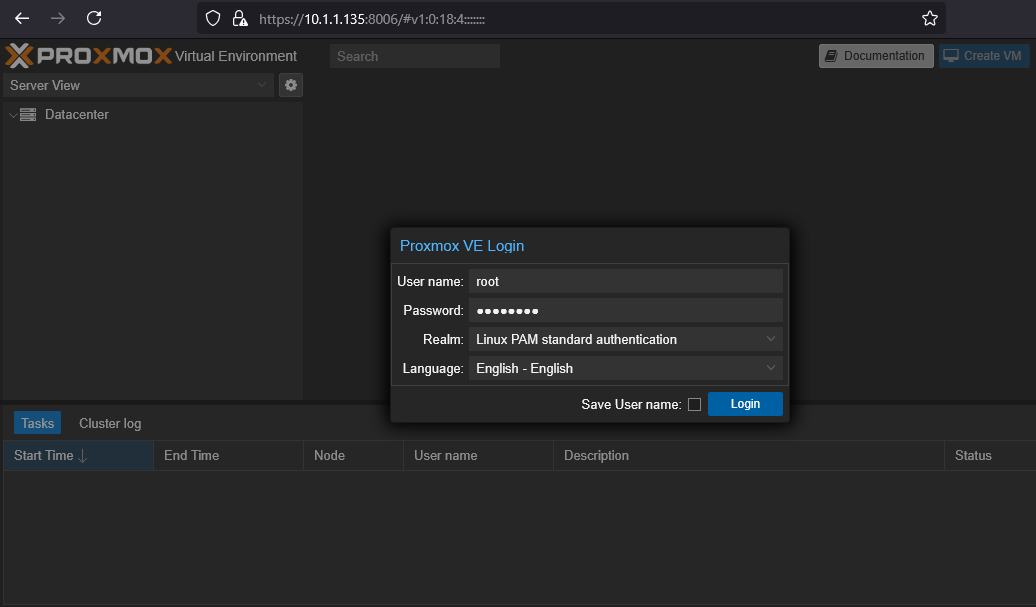 https://10.1.1.135:8006/#v1:0:18:4:::::::
PROXMOX Virtual Environment
Search
Documentation
Create VM
Server View
Datacenter
Proxmox VE Login
User name: root
Password: ●●●●●●●●
Realm: Linux PAM standard authentication
Language: English - English
Save User name:
Login
Tasks
Cluster log
Start Time
End Time
Node
User name
Description
Status